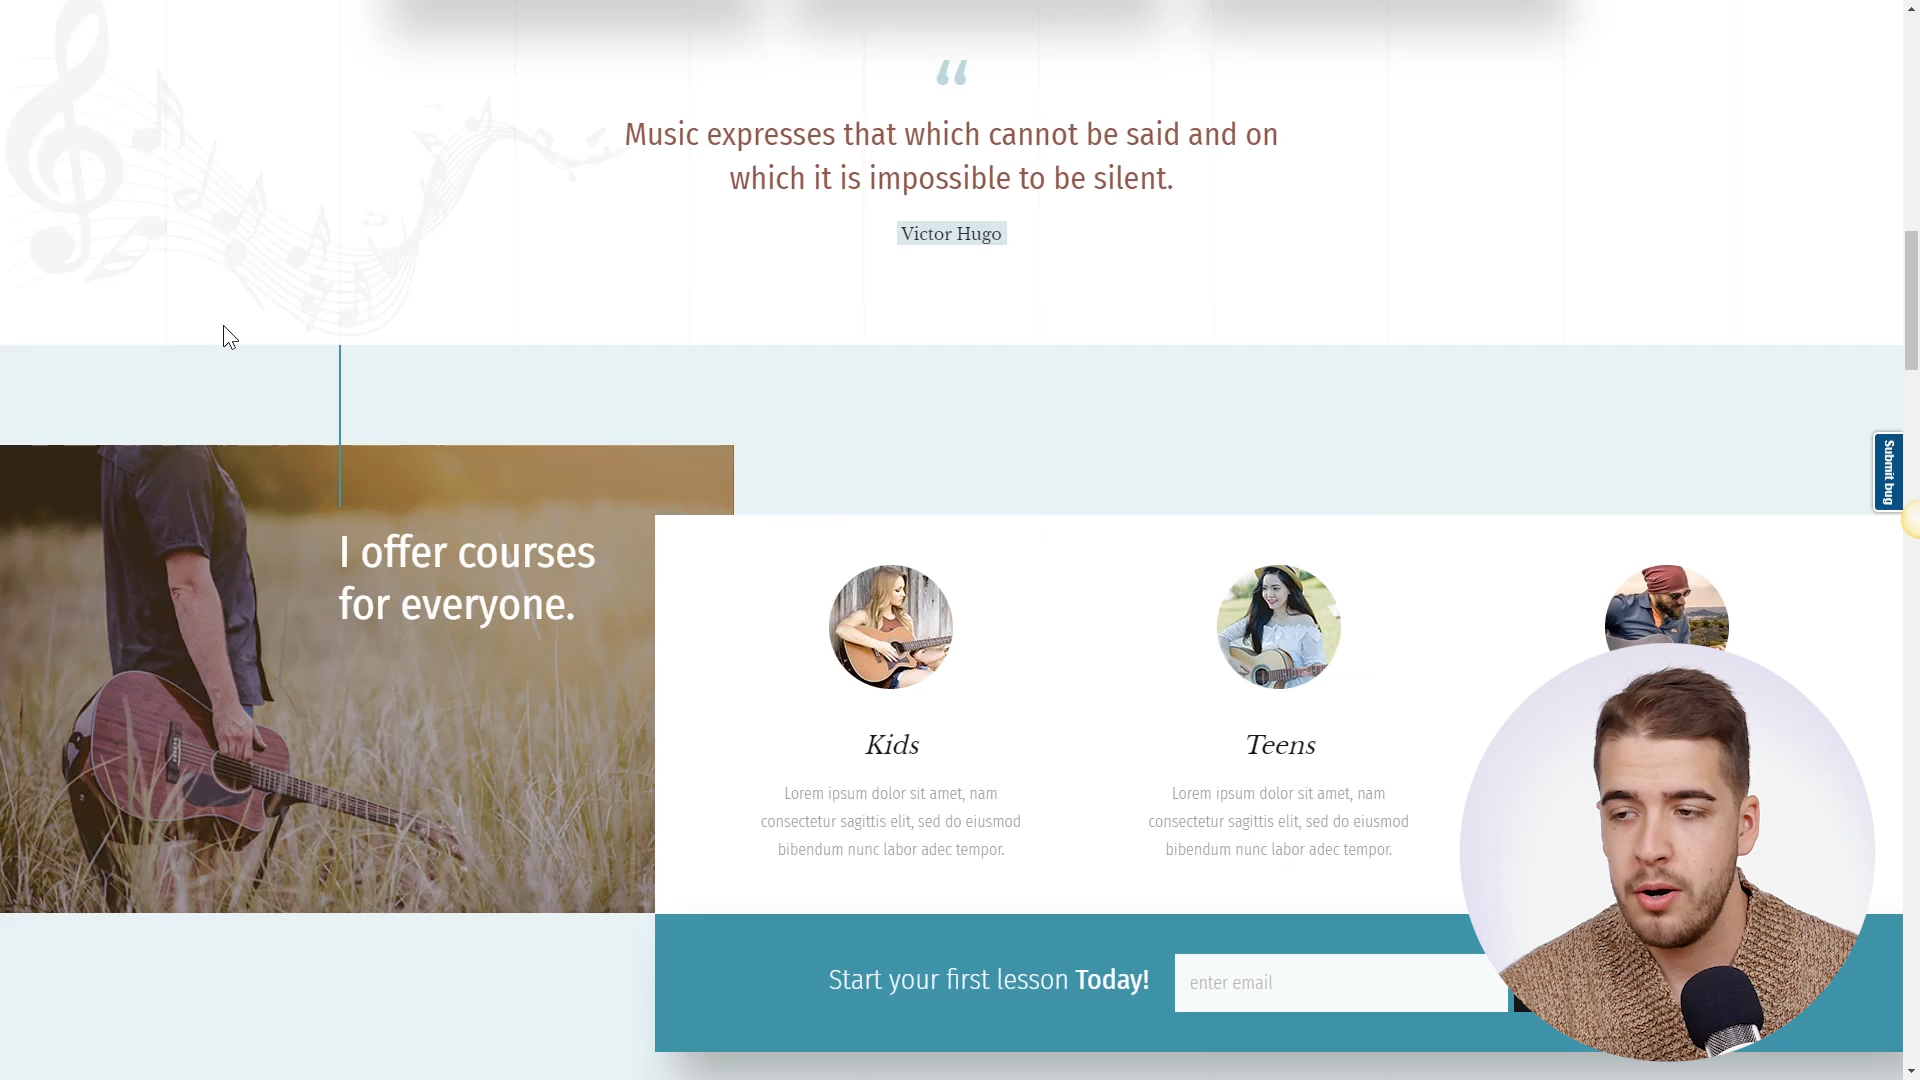 “
Music expresses that which cannot be said and on
which it is impossible to be silent.
Victor Hugo
Submit bug
I offer courses
for everyone.
Kids
Lorem ipsum dolor sit amet, nam
consectetur sagittis elit, sed do eiusmod
bibendum nunc labor adec tempor.
Teens
Lorem ipsum dolor sit amet, nam
consectetur sagittis elit, sed do eiusmod
bibendum nunc labor adec tempor.
Start your first lesson Today!
enter email